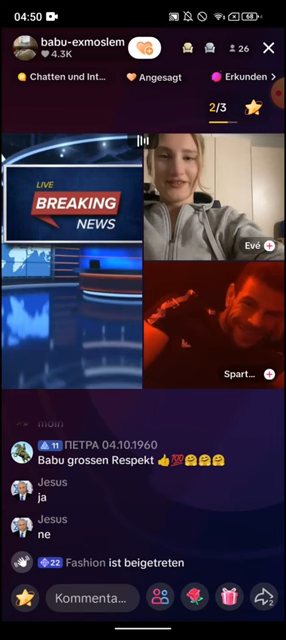 04:50
68
babu-exmoslem
4.3K
26
Chatten und Int...
Angesagt
Erkunden
2/3
LIVE
BREAKING
NEWS
Evé
Spart...
moin
11 ПЕТРА 04.10.1960
Babu grossen Respekt 👍💯🤗🤗🤗
Jesus
ja
Jesus
ne
22 Fashion ist beigetreten
Kommenta...
2